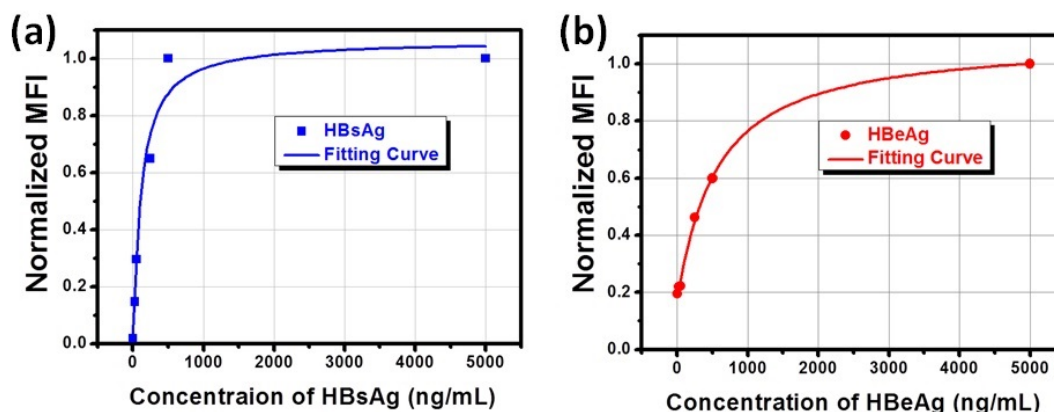 (a)
Normalized MFI
1.0
0.8
0.6
0.4
0.2
0.0
HBsAg
Fitting Curve
0 1000 2000 3000 4000 5000
Concentraion of HBsAg (ng/mL)
(b)
Normalized MFI
1.0
0.8
0.6
0.4
0.2
0.0
HBeAg
Fitting Curve
0 1000 2000 3000 4000 5000
Concentration of HBeAg (ng/mL)